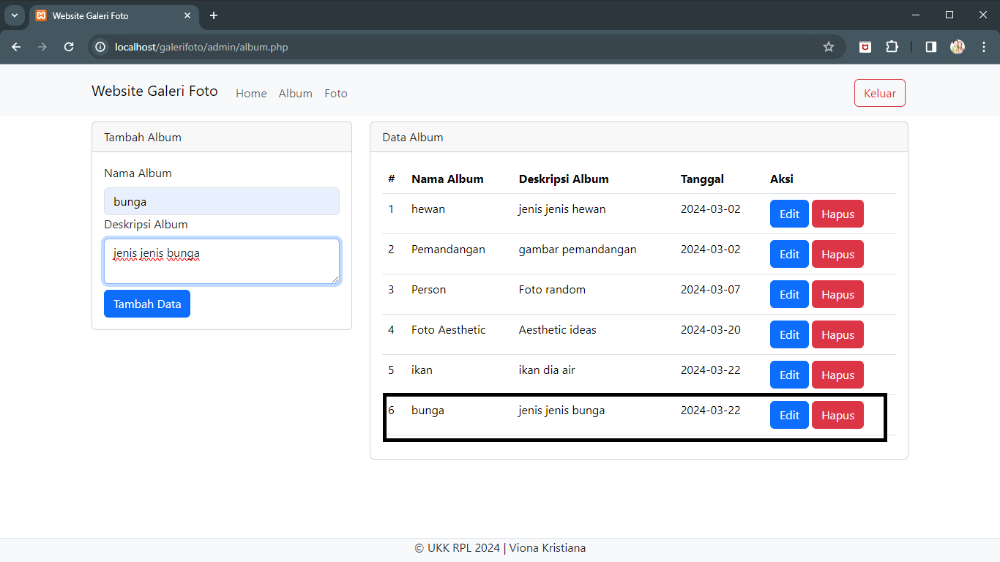 Website Galeri Foto
localhost/galerifoto/admin/album.php
Website Galeri Foto Home Album Foto Keluar
Tambah Album
Nama Album
bunga
Deskripsi Album
jenis jenis bunga
Tambah Data
Data Album
# Nama Album Deskripsi Album Tanggal Aksi
1 hewan jenis jenis hewan 2024-03-02 Edit Hapus
2 Pemandangan gambar pemandangan 2024-03-02 Edit Hapus
3 Person Foto random 2024-03-07 Edit Hapus
4 Foto Aesthetic Aesthetic ideas 2024-03-20 Edit Hapus
5 ikan ikan dia air 2024-03-22 Edit Hapus
6 bunga jenis jenis bunga 2024-03-22 Edit Hapus
© UKK RPL 2024 | Viona Kristiana